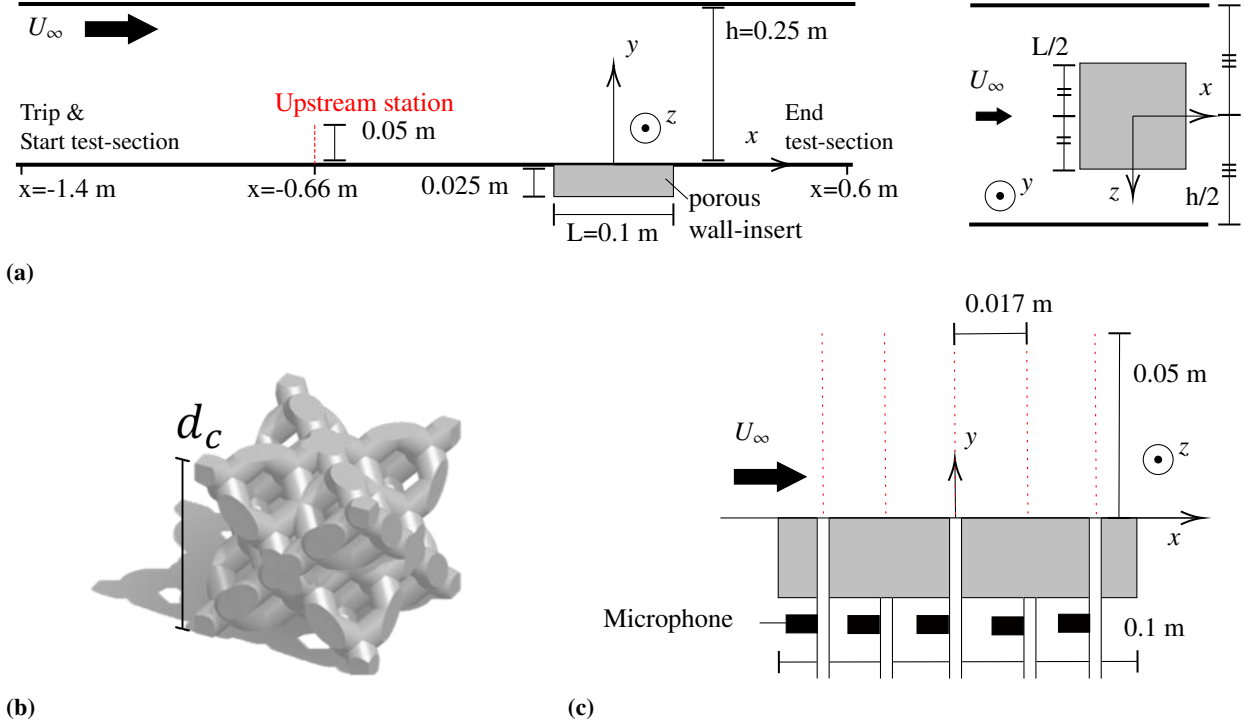 U∞
h=0.25 m
y
Trip &
Start test-section
Upstream station
0.05 m
z
x
End
test-section
x=-1.4 m
x=-0.66 m
0.025 m
L=0.1 m
porous
wall-insert
x=0.6 m
L/2
U∞
x
y
z
h/2
(a)
d_c
(b)
0.017 m
0.05 m
U∞
y
z
x
Microphone
0.1 m
(c)